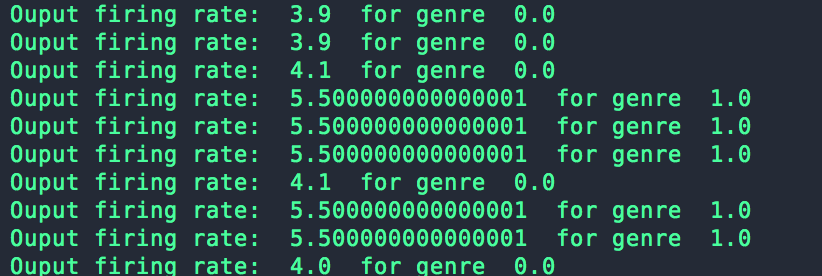 Ouput firing rate:  3.9  for genre  0.0
Ouput firing rate:  3.9  for genre  0.0
Ouput firing rate:  4.1  for genre  0.0
Ouput firing rate:  5.500000000000001  for genre  1.0
Ouput firing rate:  5.500000000000001  for genre  1.0
Ouput firing rate:  5.500000000000001  for genre  1.0
Ouput firing rate:  4.1  for genre  0.0
Ouput firing rate:  5.500000000000001  for genre  1.0
Ouput firing rate:  5.500000000000001  for genre  1.0
Ouput firing rate:  4.0  for genre  0.0